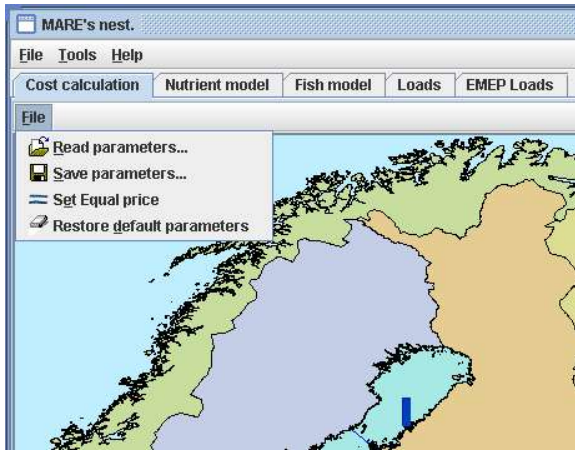 MARE's nest.
File Tools Help
Cost calculation Nutrient model Fish model Loads EMEP Loads
File
Read parameters...
Save parameters...
Set Equal price
Restore default parameters